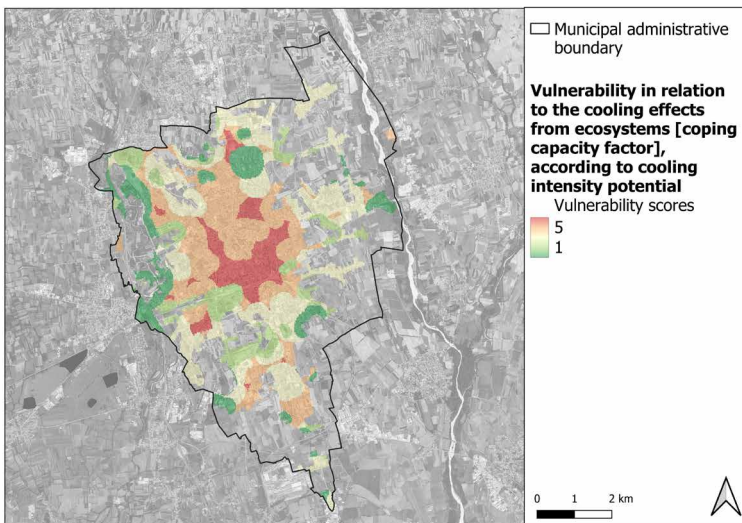 Municipal administrative
boundary
Vulnerability in relation
to the cooling effects
from ecosystems [coping
capacity factor],
according to cooling
intensity potential
Vulnerability scores
5
1
0 1 2 km